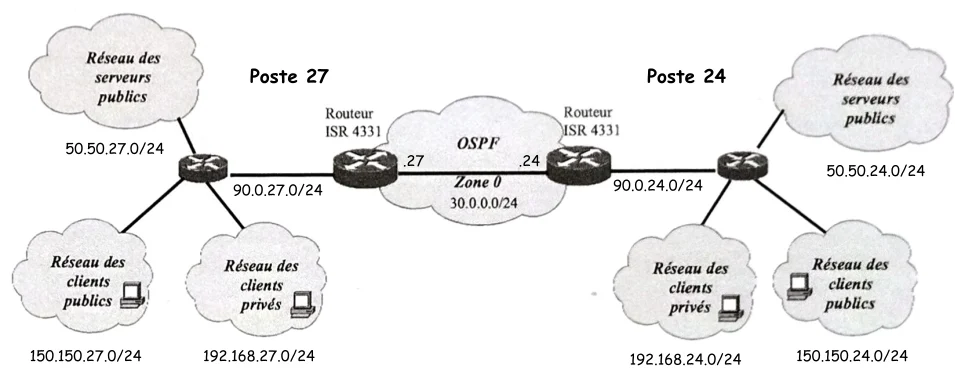 Réseau des
serveurs
publics
Poste 27
Poste 24
Réseau des
serveurs
publics
Routeur
ISR 4331
Routeur
ISR 4331
OSPF
.27
.24
Zone 0
30.0.0.0/24
50.50.27.0/24
50.50.24.0/24
90.0.27.0/24
90.0.24.0/24
Réseau des
clients
publics
Réseau des
clients
privés
Réseau des
clients
privés
Réseau des
clients
publics
150.150.27.0/24
192.168.27.0/24
192.168.24.0/24
150.150.24.0/24